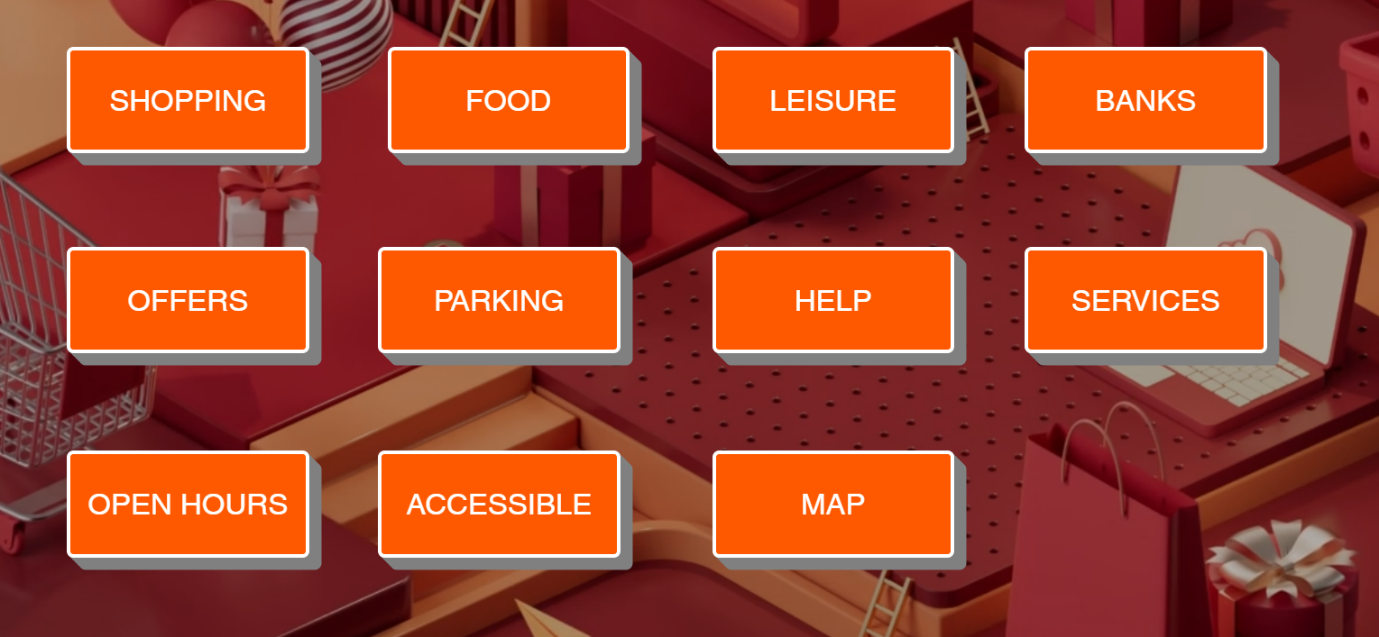 SHOPPING
FOOD
LEISURE
BANKS
OFFERS
PARKING
HELP
SERVICES
OPEN HOURS
ACCESSIBLE
MAP